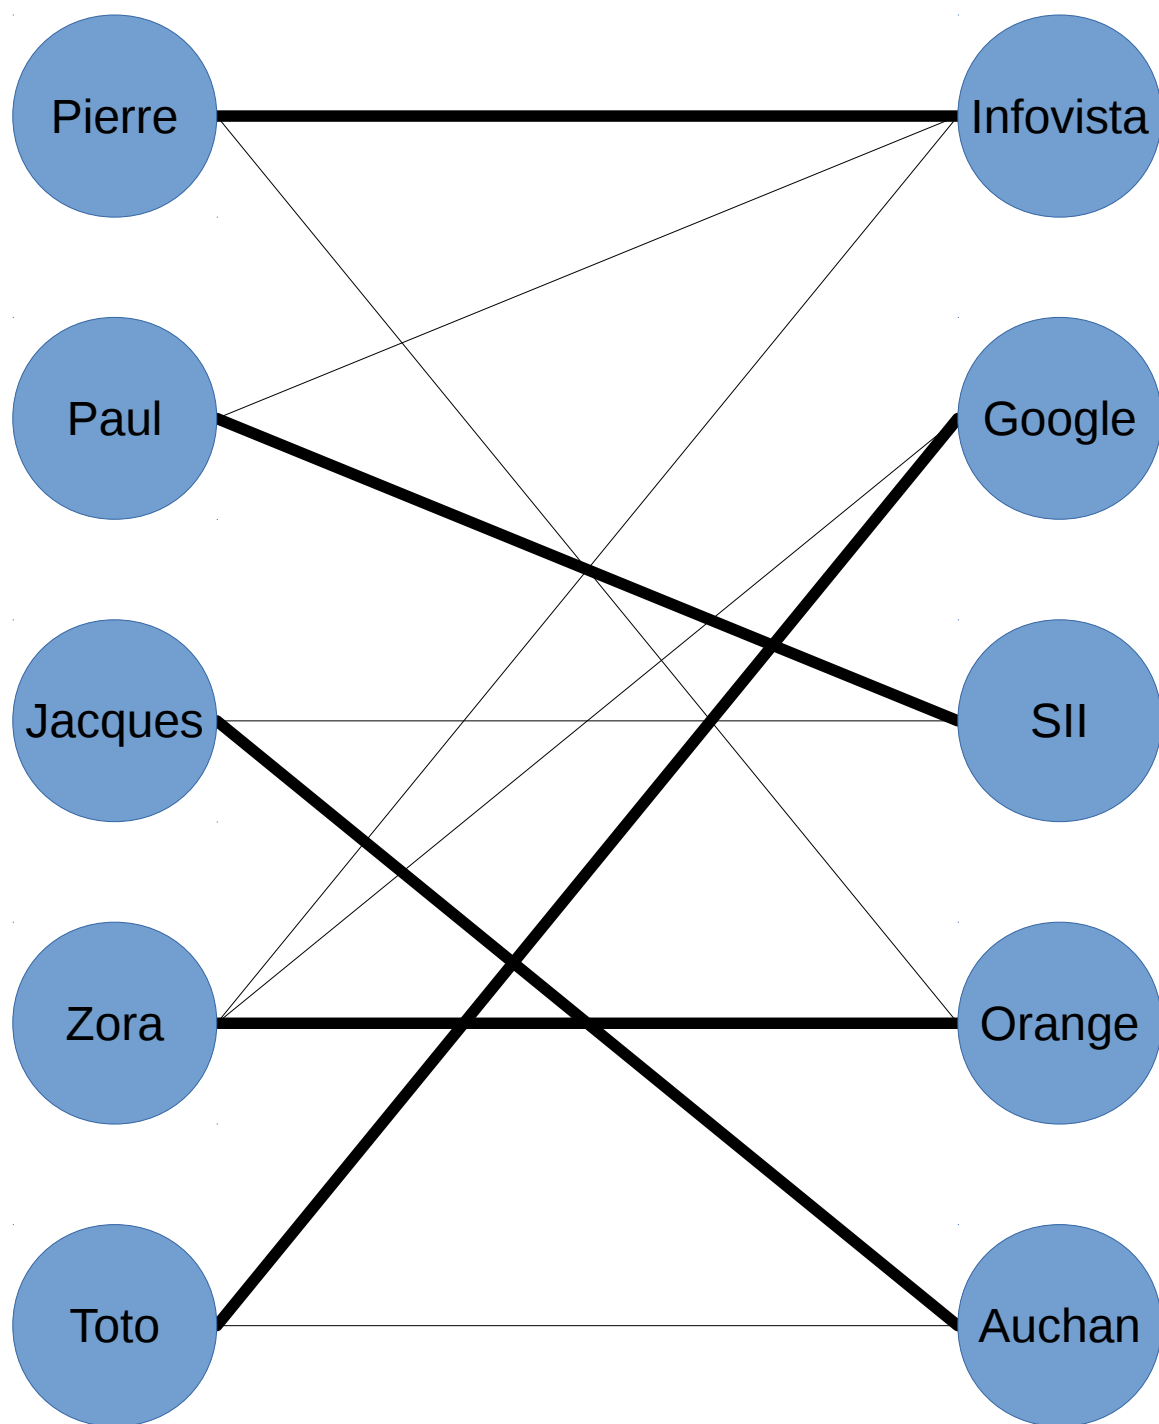 Pierre
Infovista
Paul
Google
Jacques
SII
Zora
Orange
Toto
Auchan